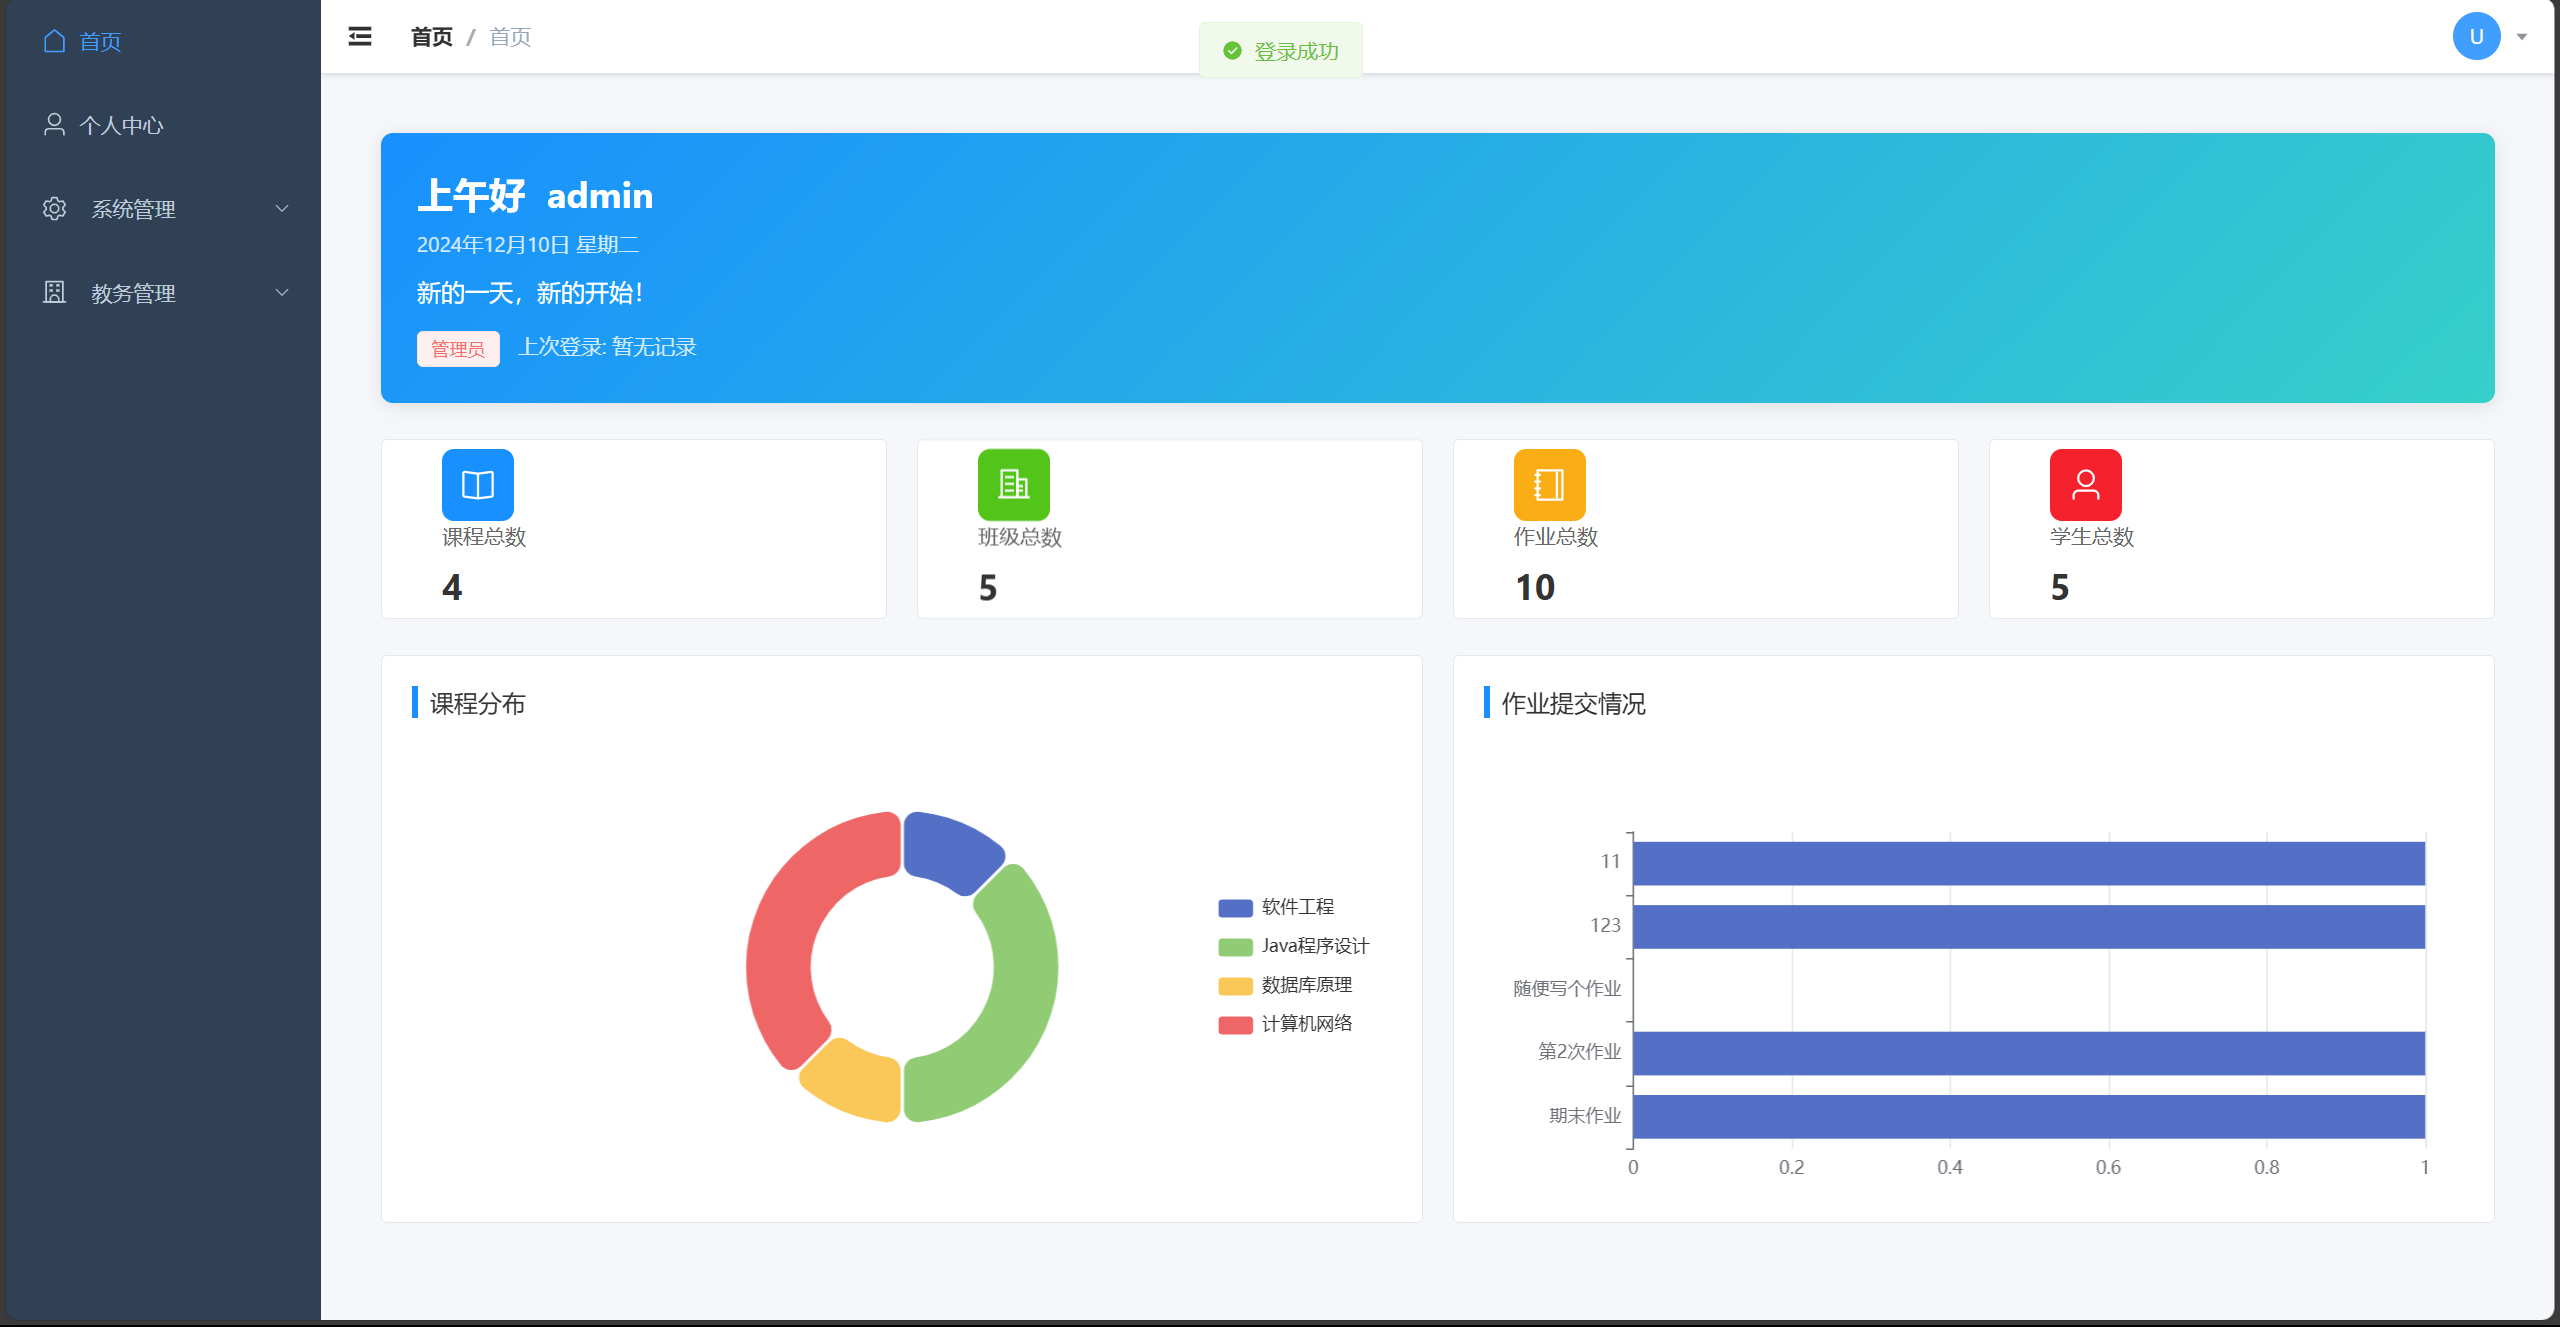 首页
个人中心
系统管理
教务管理
首页 / 首页
登录成功
U
上午好 admin
2024年12月10日 星期二
新的一天，新的开始！
管理员 上次登录: 暂无记录
课程总数
4
班级总数
5
作业总数
10
学生总数
5
课程分布
软件工程
Java程序设计
数据库原理
计算机网络
作业提交情况
11
123
随便写个作业
第2次作业
期末作业
0 0.2 0.4 0.6 0.8 1